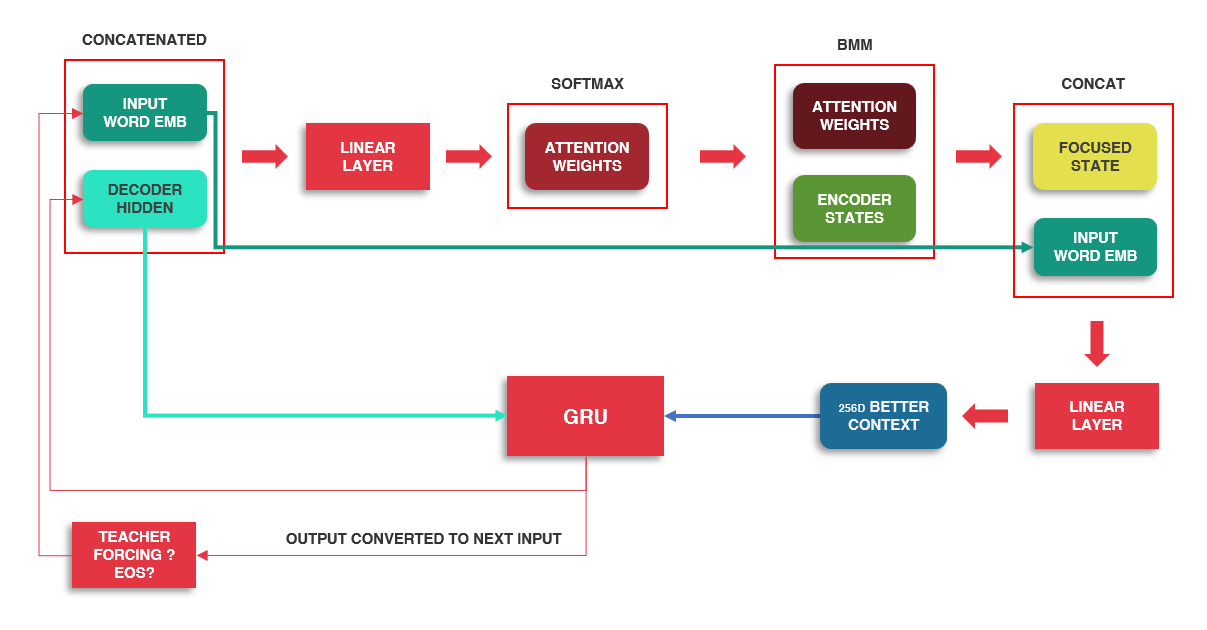 CONCATENATED
INPUT
WORD EMB
DECODER
HIDDEN
LINEAR
LAYER
SOFTMAX
ATTENTION
WEIGHTS
BMM
ATTENTION
WEIGHTS
ENCODER
STATES
CONCAT
FOCUSED
STATE
INPUT
WORD EMB
LINEAR
LAYER
256D BETTER
CONTEXT
GRU
OUTPUT CONVERTED TO NEXT INPUT
TEACHER
FORCING ?
EOS?